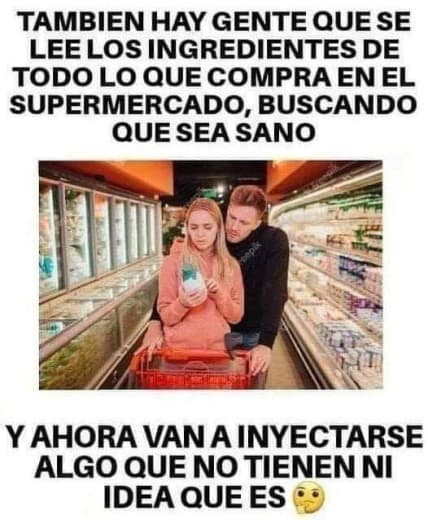 TAMBIEN HAY GENTE QUE SE
LEE LOS INGREDIENTES DE
TODO LO QUE COMPRA EN EL
SUPERMERCADO, BUSCANDO
QUE SEA SANO
Y AHORA VAN A INYECTARSE
ALGO QUE NO TIENEN NI
IDEA QUE ES 🤔